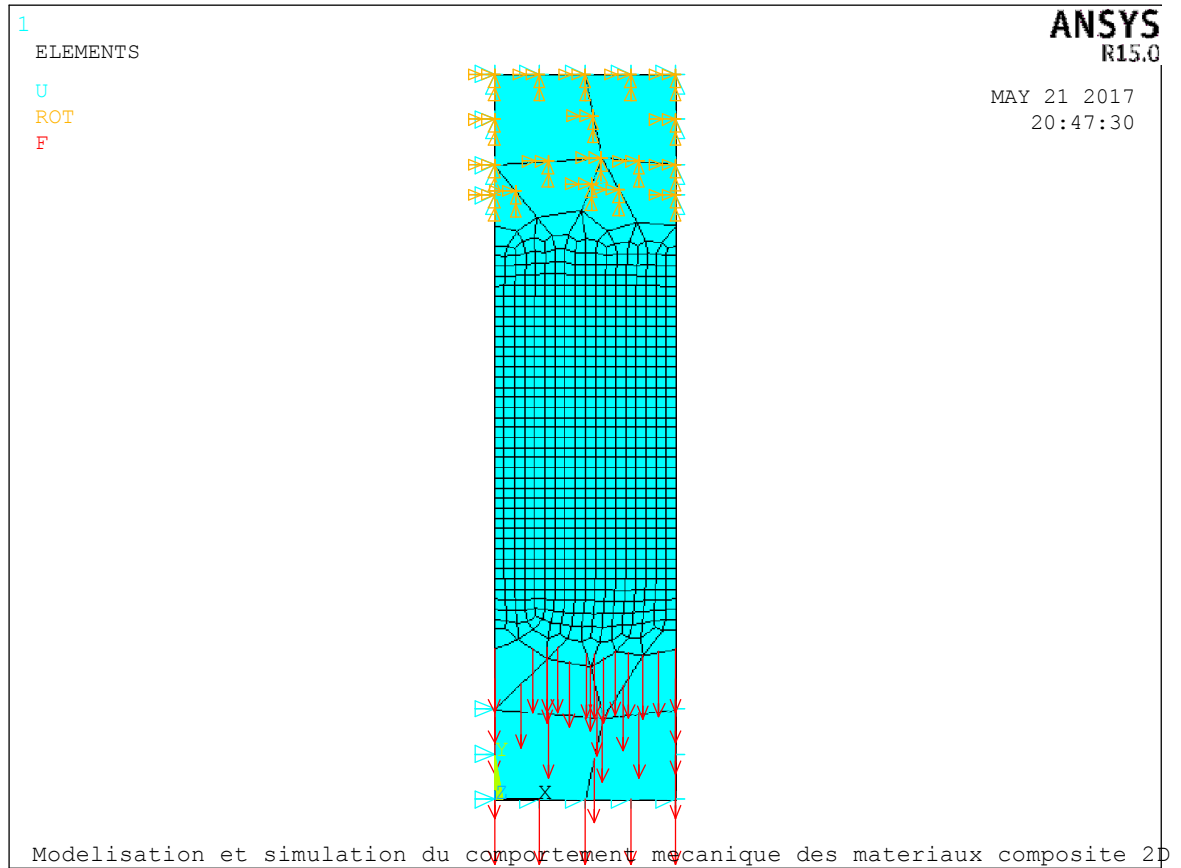 1
ELEMENTS
U
ROT
F
ANSYS
R15.0
MAY 21 2017
20:47:30
Y
Z
X
Modelisation et simulation du comportement mecanique des materiaux composite 2D